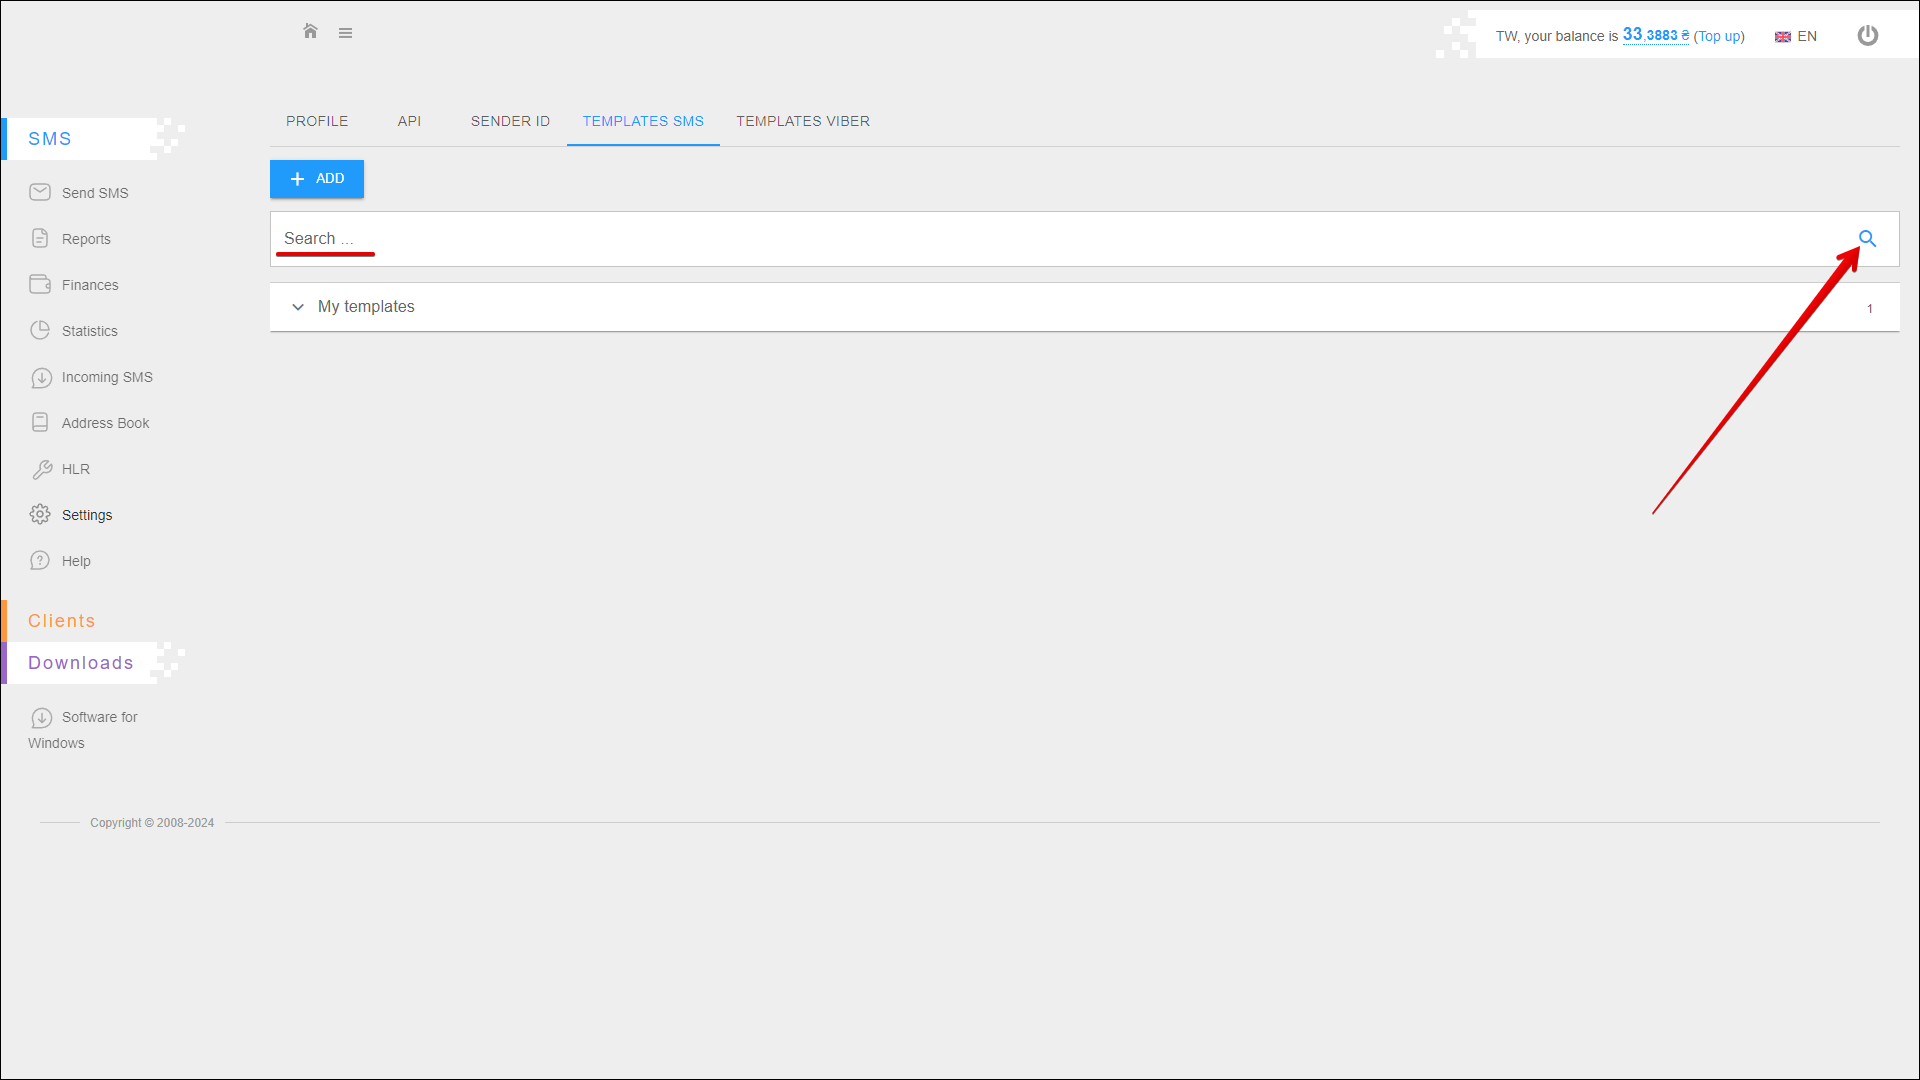 TW, your balance is 33,3883 ₴ (Top up) EN
PROFILE API SENDER ID TEMPLATES SMS TEMPLATES VIBER
SMS
ADD
Send SMS
Search ...
Reports
Finances
My templates 1
Statistics
Incoming SMS
Address Book
HLR
Settings
Help
Clients
Downloads
Software for
Windows
Copyright © 2008-2024